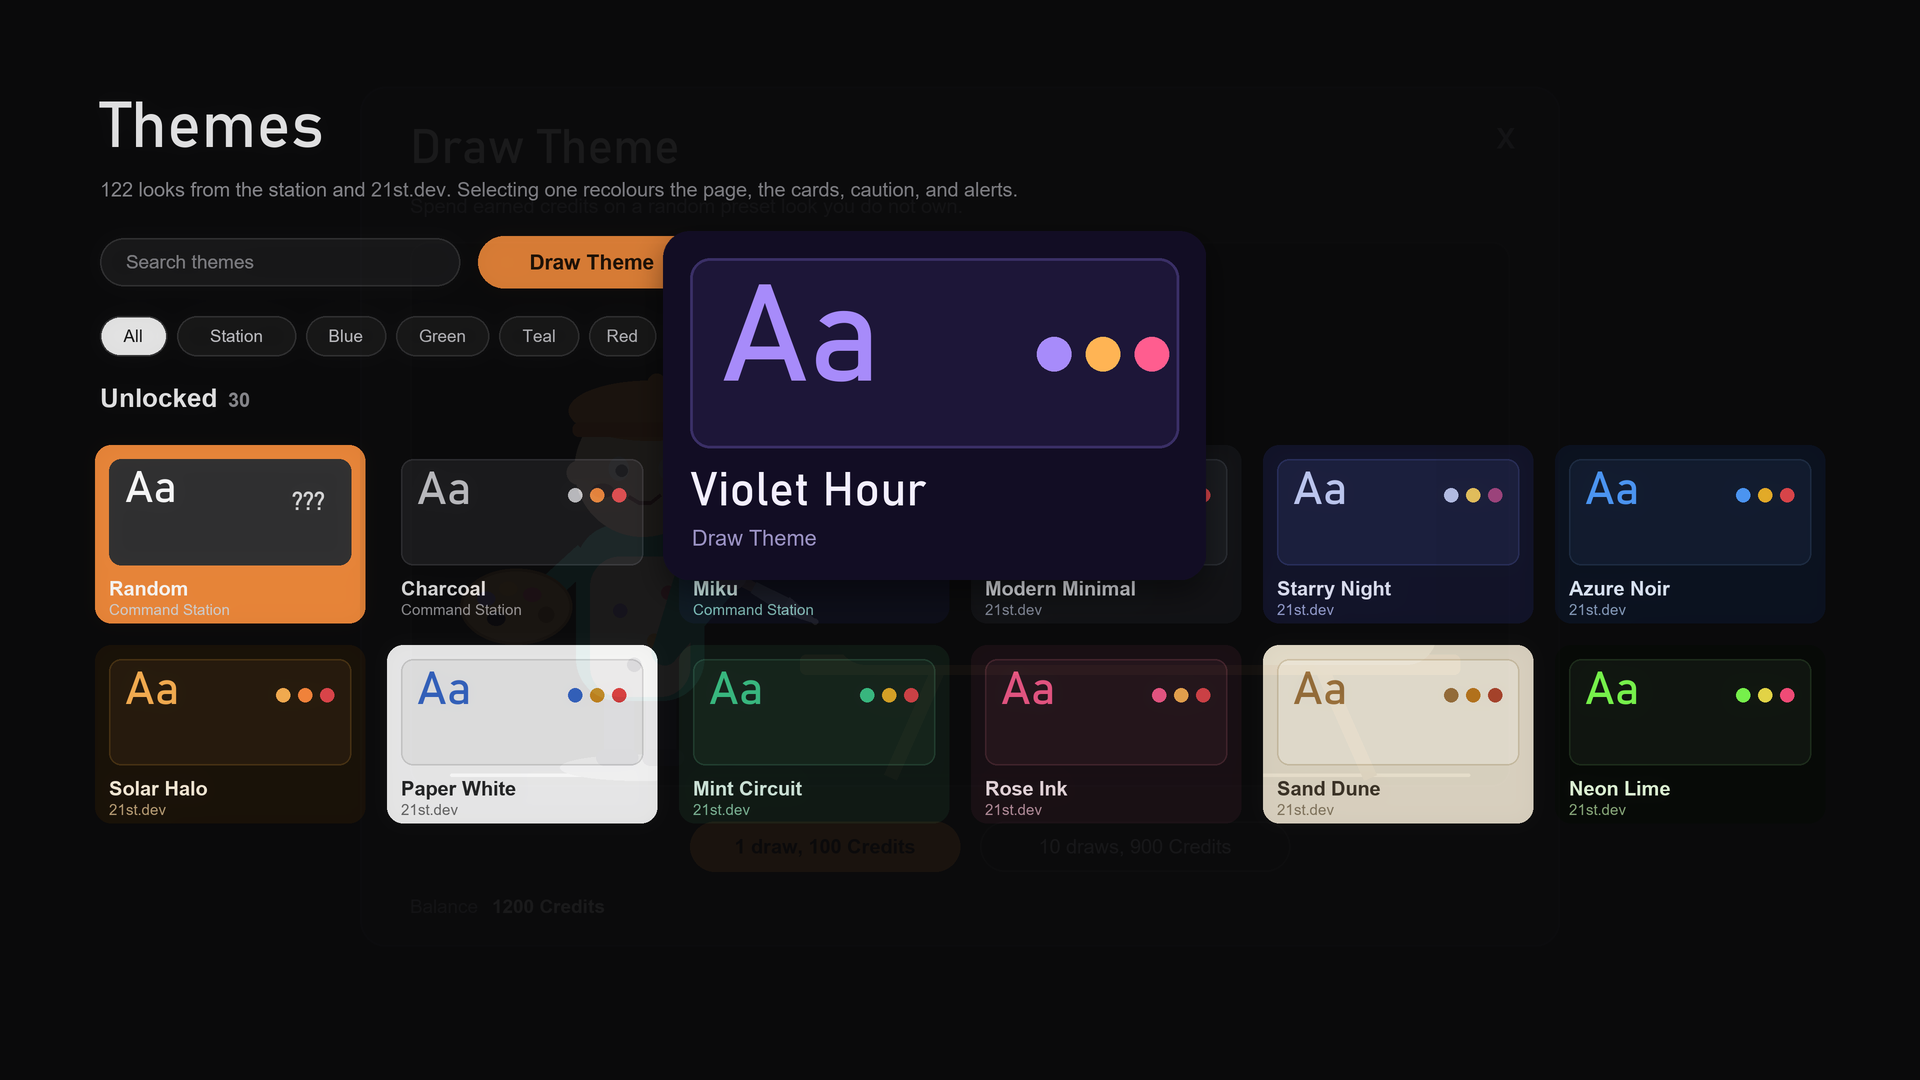 Themes
Draw Theme
X
122 looks from the station and 21st.dev. Selecting one recolours the page, the cards, caution, and alerts.
Spend earned credits on a random preset look you do not own.
Search themes
Draw Theme
All
Station
Blue
Green
Teal
Red
Aa
Violet Hour
Draw Theme
Unlocked 30
Aa
???
Random
Command Station
Aa
Charcoal
Command Station
Miku
Command Station
Modern Minimal
21st.dev
Aa
Starry Night
21st.dev
Aa
Azure Noir
21st.dev
Aa
Solar Halo
21st.dev
Aa
Paper White
21st.dev
Aa
Mint Circuit
21st.dev
Aa
Rose Ink
21st.dev
Aa
Sand Dune
21st.dev
Aa
Neon Lime
21st.dev
1 draw, 100 Credits
10 draws, 900 Credits
Balance 1200 Credits